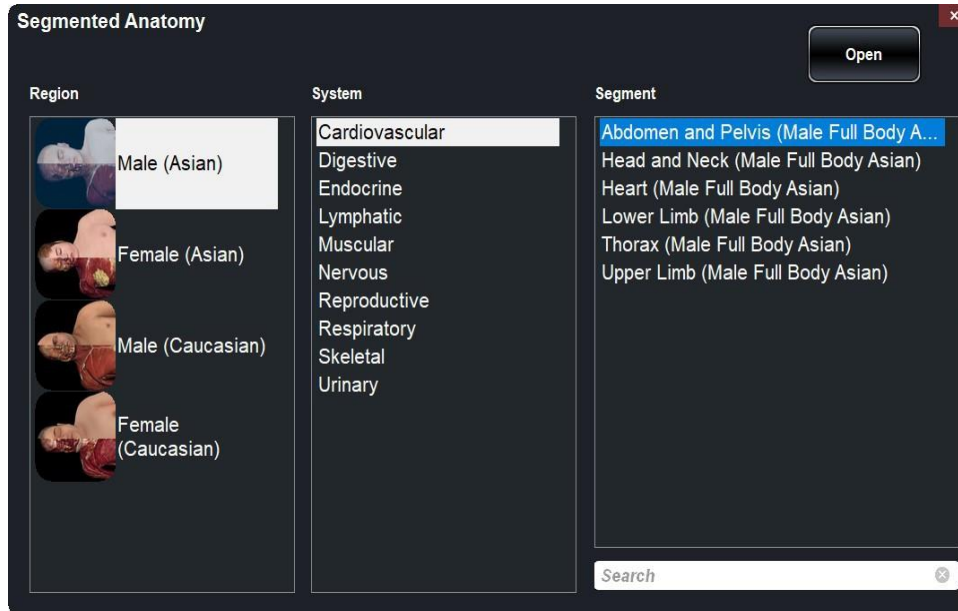 Segmented Anatomy
Open
Region
System
Segment
Male (Asian)
Female (Asian)
Male (Caucasian)
Female
(Caucasian)
Cardiovascular
Digestive
Endocrine
Lymphatic
Muscular
Nervous
Reproductive
Respiratory
Skeletal
Urinary
Abdomen and Pelvis (Male Full Body A...
Head and Neck (Male Full Body Asian)
Heart (Male Full Body Asian)
Lower Limb (Male Full Body Asian)
Thorax (Male Full Body Asian)
Upper Limb (Male Full Body Asian)
Search